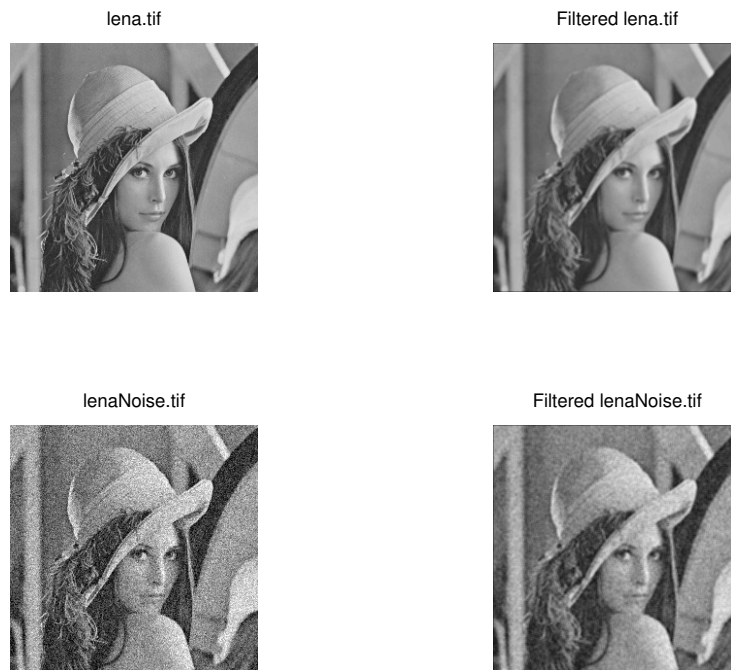 lena.tif
Filtered lena.tif
lenaNoise.tif
Filtered lenaNoise.tif